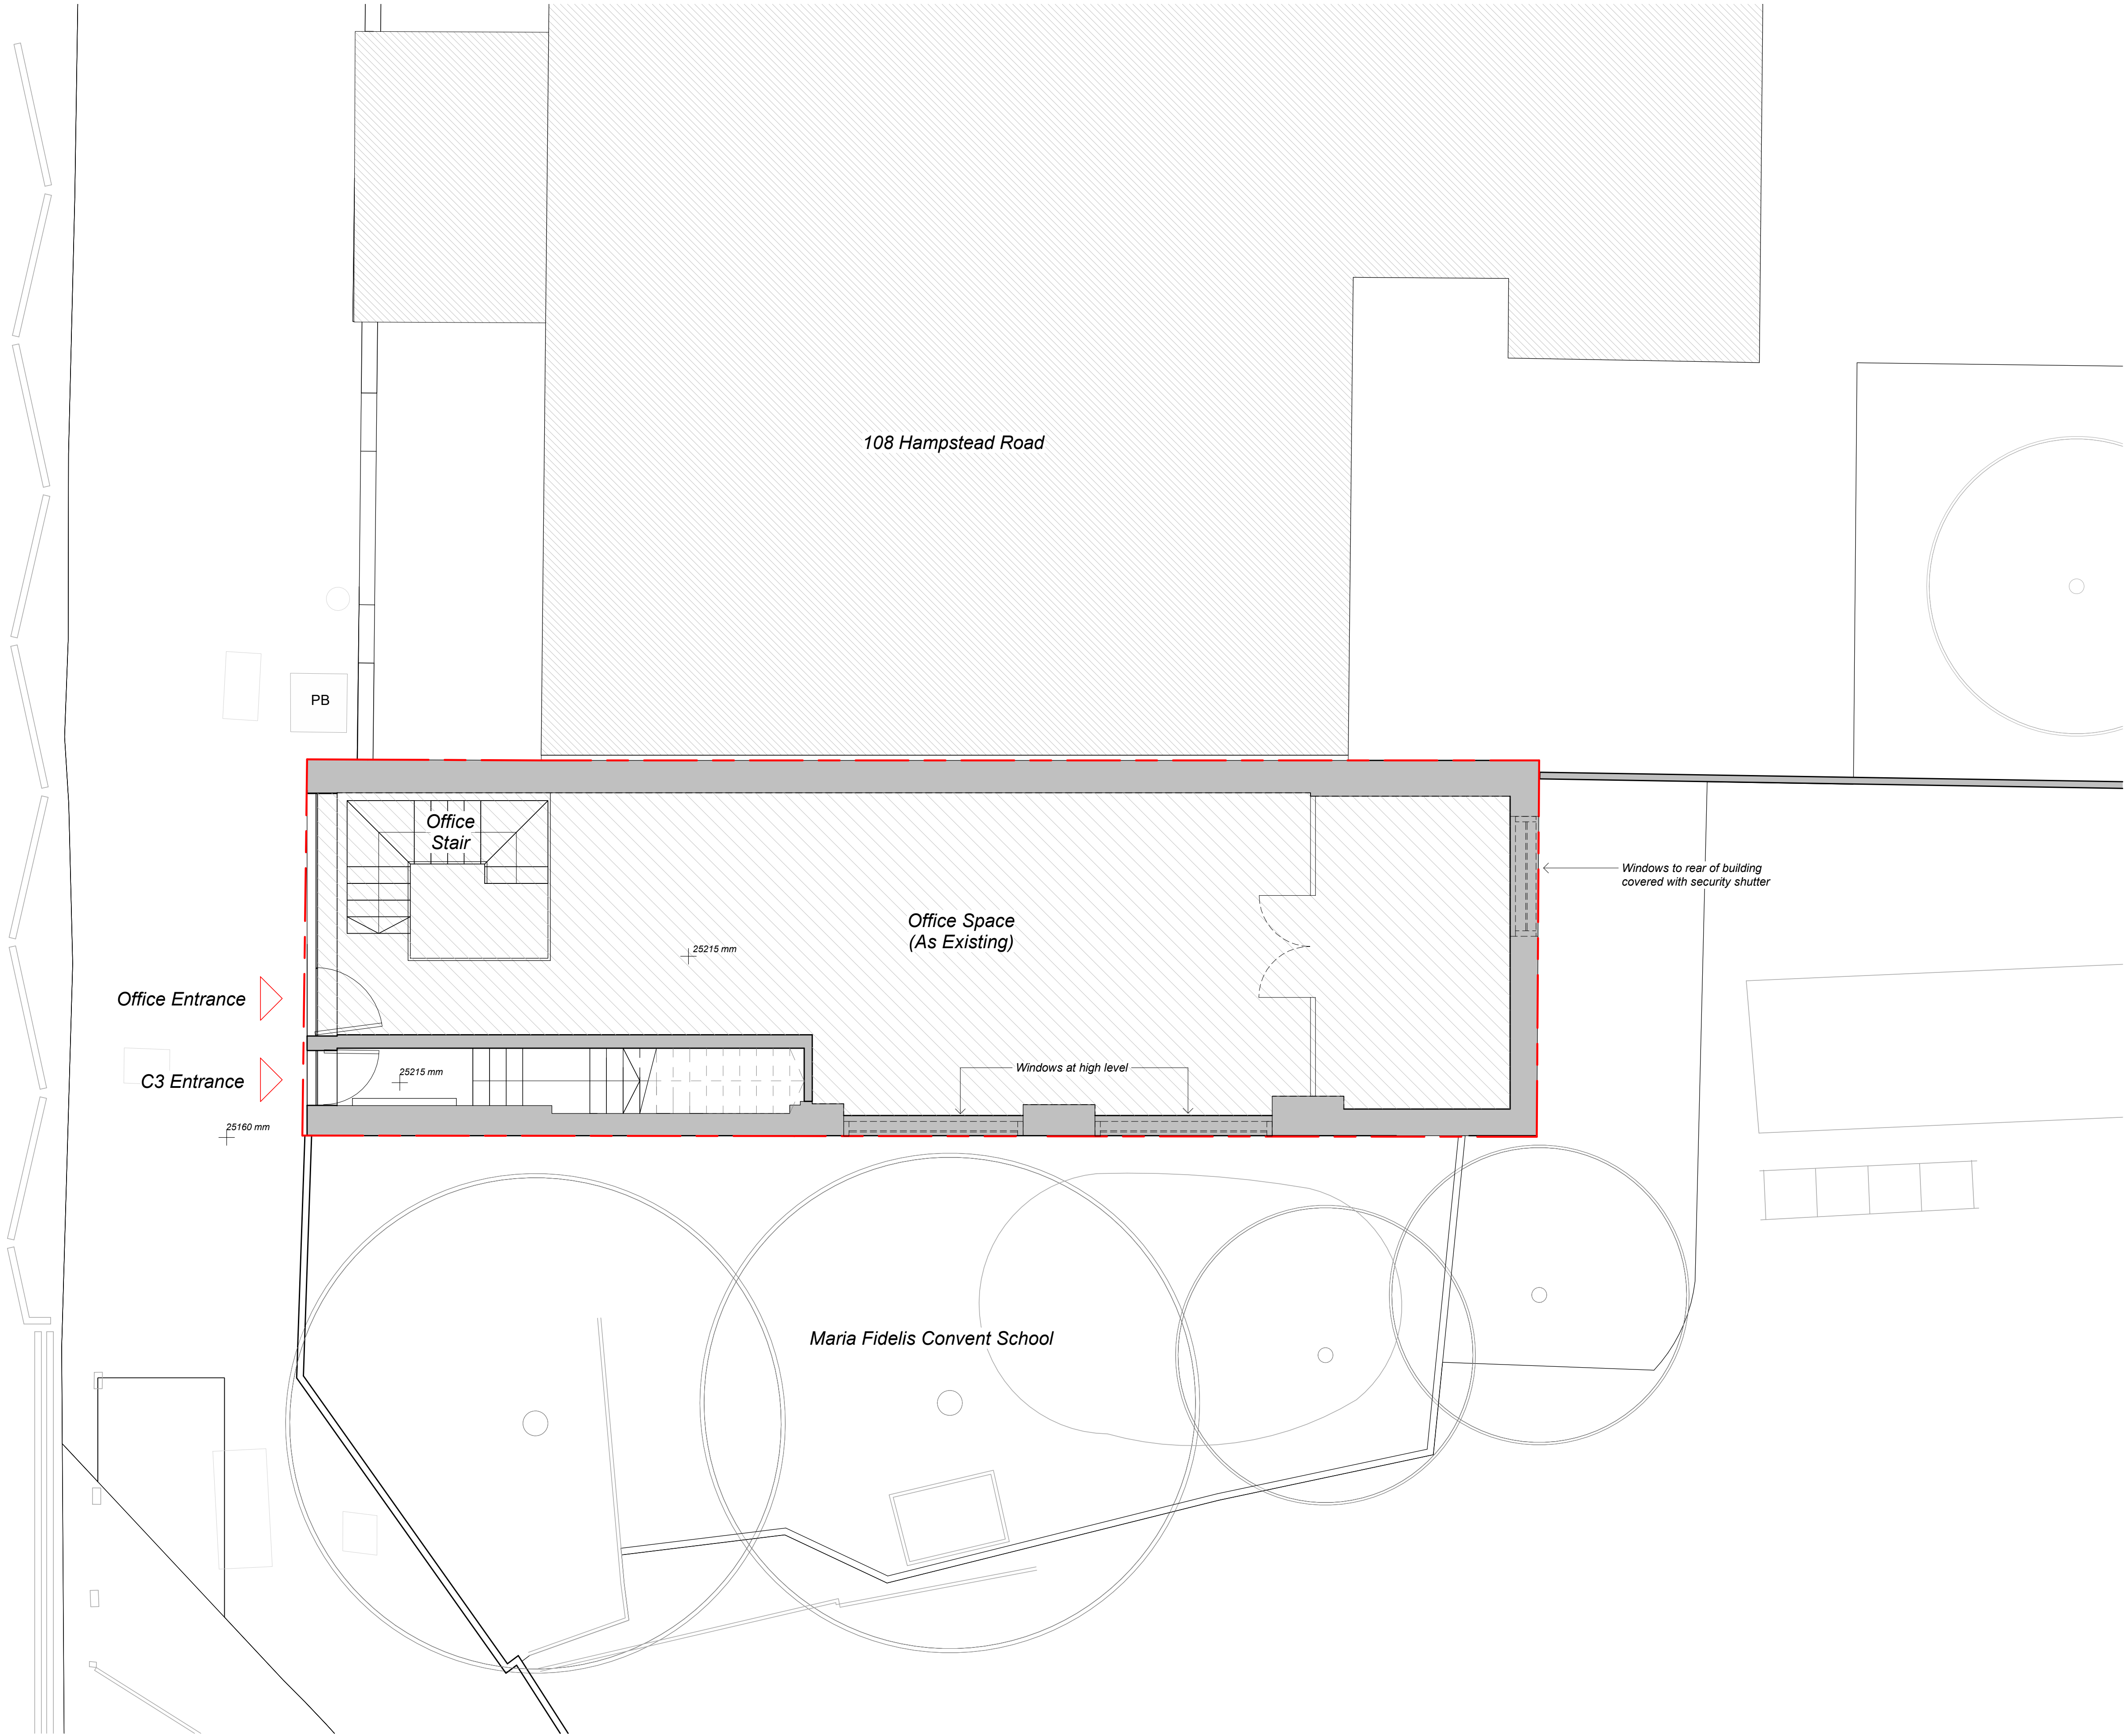 108 Hampstead Road
PB
Office
Stair
Windows to rear of building
covered with security shutter
Office Space
(As Existing)
25215 mm
Office Entrance
Windows at high level
25215 mm
C3 Entrance
25160 mm
Maria Fidelis Convent School